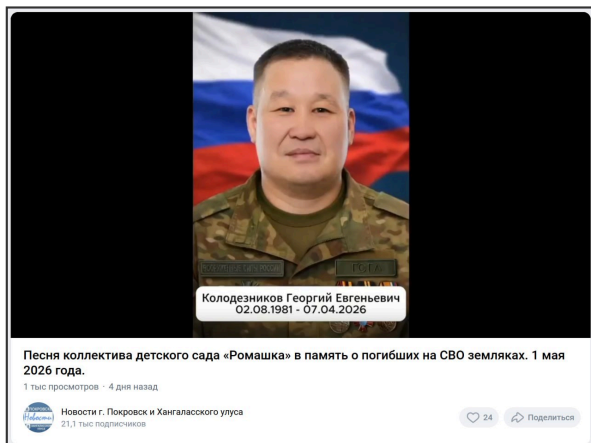 Колодезников Георгий Евгеньевич
02.08.1981 - 07.04.2026
Песня коллектива детского сада «Ромашка» в память о погибших на СВО земляках. 1 мая
2026 года.
1 тыс просмотров · 4 дня назад
Новости г. Покровск и Хангаласского улуса
21,1 тыс подписчиков
24
Поделиться